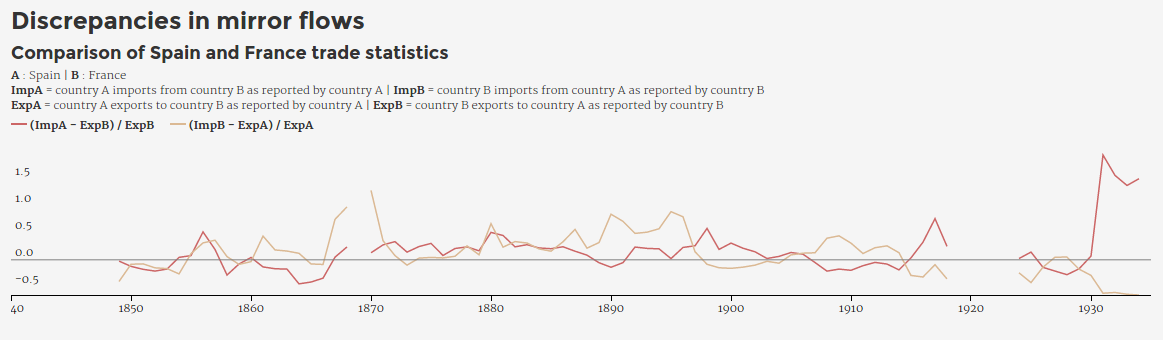 Discrepancies in mirror flows
Comparison of Spain and France trade statistics
A : Spain | B : France
ImpA = country A imports from country B as reported by country A | ImpB = country B imports from country A as reported by country B
ExpA = country A exports to country B as reported by country A | ExpB = country B exports to country A as reported by country B
(ImpA − ExpB) / ExpB (ImpB − ExpA) / ExpA
1.5
1.0
0.5
0.0
−0.5
40 1850 1860 1870 1880 1890 1900 1910 1920 1930